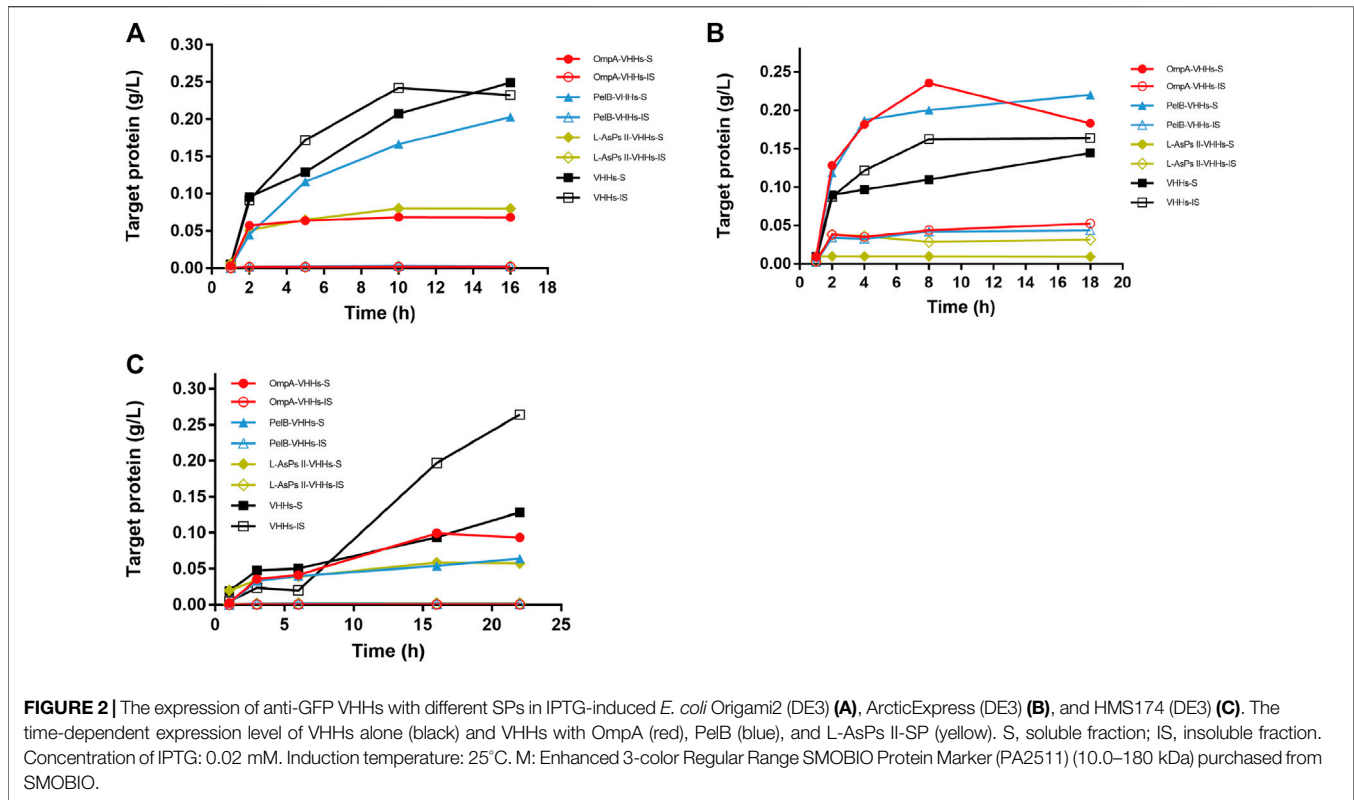 A
0.30
0.25
0.20
0.15
0.10
0.05
0.00
Target protein (g/L)
0 2 4 6 8 10 12 14 16 18
Time (h)
OmpA-VHHs-S
OmpA-VHHs-IS
PelB-VHHs-S
PelB-VHHs-IS
L-AsPs II-VHHs-S
L-AsPs II-VHHs-IS
VHHs-S
VHHs-IS
B
0.25
0.20
0.15
0.10
0.05
0.00
Target protein (g/L)
0 2 4 6 8 10 12 14 16 18 20
Time (h)
OmpA-VHHs-S
OmpA-VHHs-IS
PelB-VHHs-S
PelB-VHHs-IS
L-AsPs II-VHHs-S
L-AsPs II-VHHs-IS
VHHs-S
VHHs-IS
C
0.30
0.25
0.20
0.15
0.10
0.05
0.00
Target protein (g/L)
0 5 10 15 20 25
Time (h)
OmpA-VHHs-S
OmpA-VHHs-IS
PelB-VHHs-S
PelB-VHHs-IS
L-AsPs II-VHHs-S
L-AsPs II-VHHs-IS
VHHs-S
VHHs-IS
FIGURE 2 | The expression of anti-GFP VHHs with different SPs in IPTG-induced E. coli Origami2 (DE3) (A), ArcticExpress (DE3) (B), and HMS174 (DE3) (C). The
time-dependent expression level of VHHs alone (black) and VHHs with OmpA (red), PelB (blue), and L-AsPs II-SP (yellow). S, soluble fraction; IS, insoluble fraction.
Concentration of IPTG: 0.02 mM. Induction temperature: 25°C. M: Enhanced 3-color Regular Range SMOBIO Protein Marker (PA2511) (10.0–180 kDa) purchased from
SMOBIO.